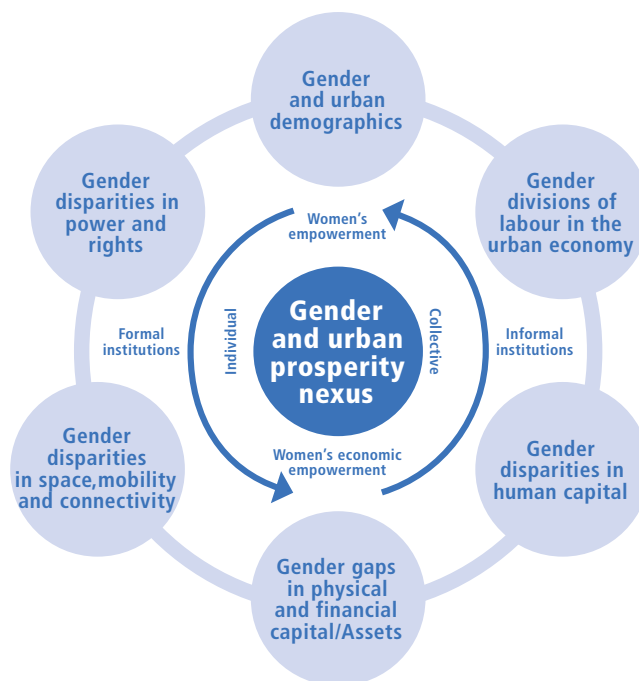 Gender
and urban
demographics
Gender
disparities in
power and
rights
Gender
divisions of
labour in the
urban economy
Women's
empowerment
Formal
institutions
Individual
Gender
and urban
prosperity
nexus
Collective
Informal
institutions
Women's economic
empowerment
Gender
disparities
in space,mobility
and connectivity
Gender
disparities in
human capital
Gender gaps
in physical
and financial
capital/Assets